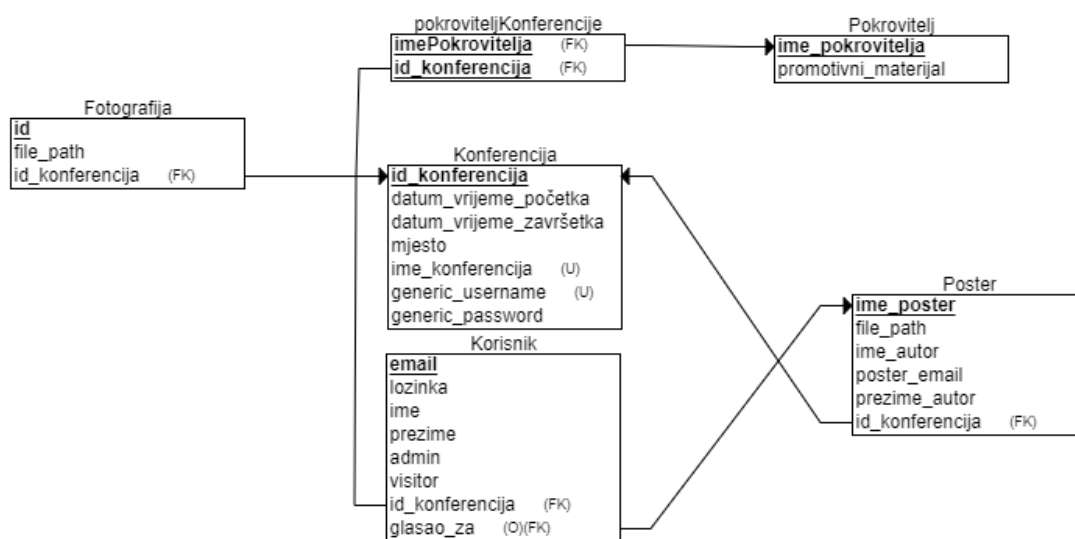 pokroviteljKonferencije
imePokrovitelja (FK)
id_konferencija (FK)
Pokrovitelj
ime_pokrovitelja
promotivni_materijal
Fotografija
id
file_path
id_konferencija (FK)
Konferencija
id_konferencija
datum_vrijeme_početka
datum_vrijeme_završetka
mjesto
ime_konferencija (U)
generic_username (U)
generic_password
Poster
ime_poster
file_path
ime_autor
poster_email
prezime_autor
id_konferencija (FK)
Korisnik
email
lozinka
ime
prezime
admin
visitor
id_konferencija (FK)
glasao_za (O)(FK)